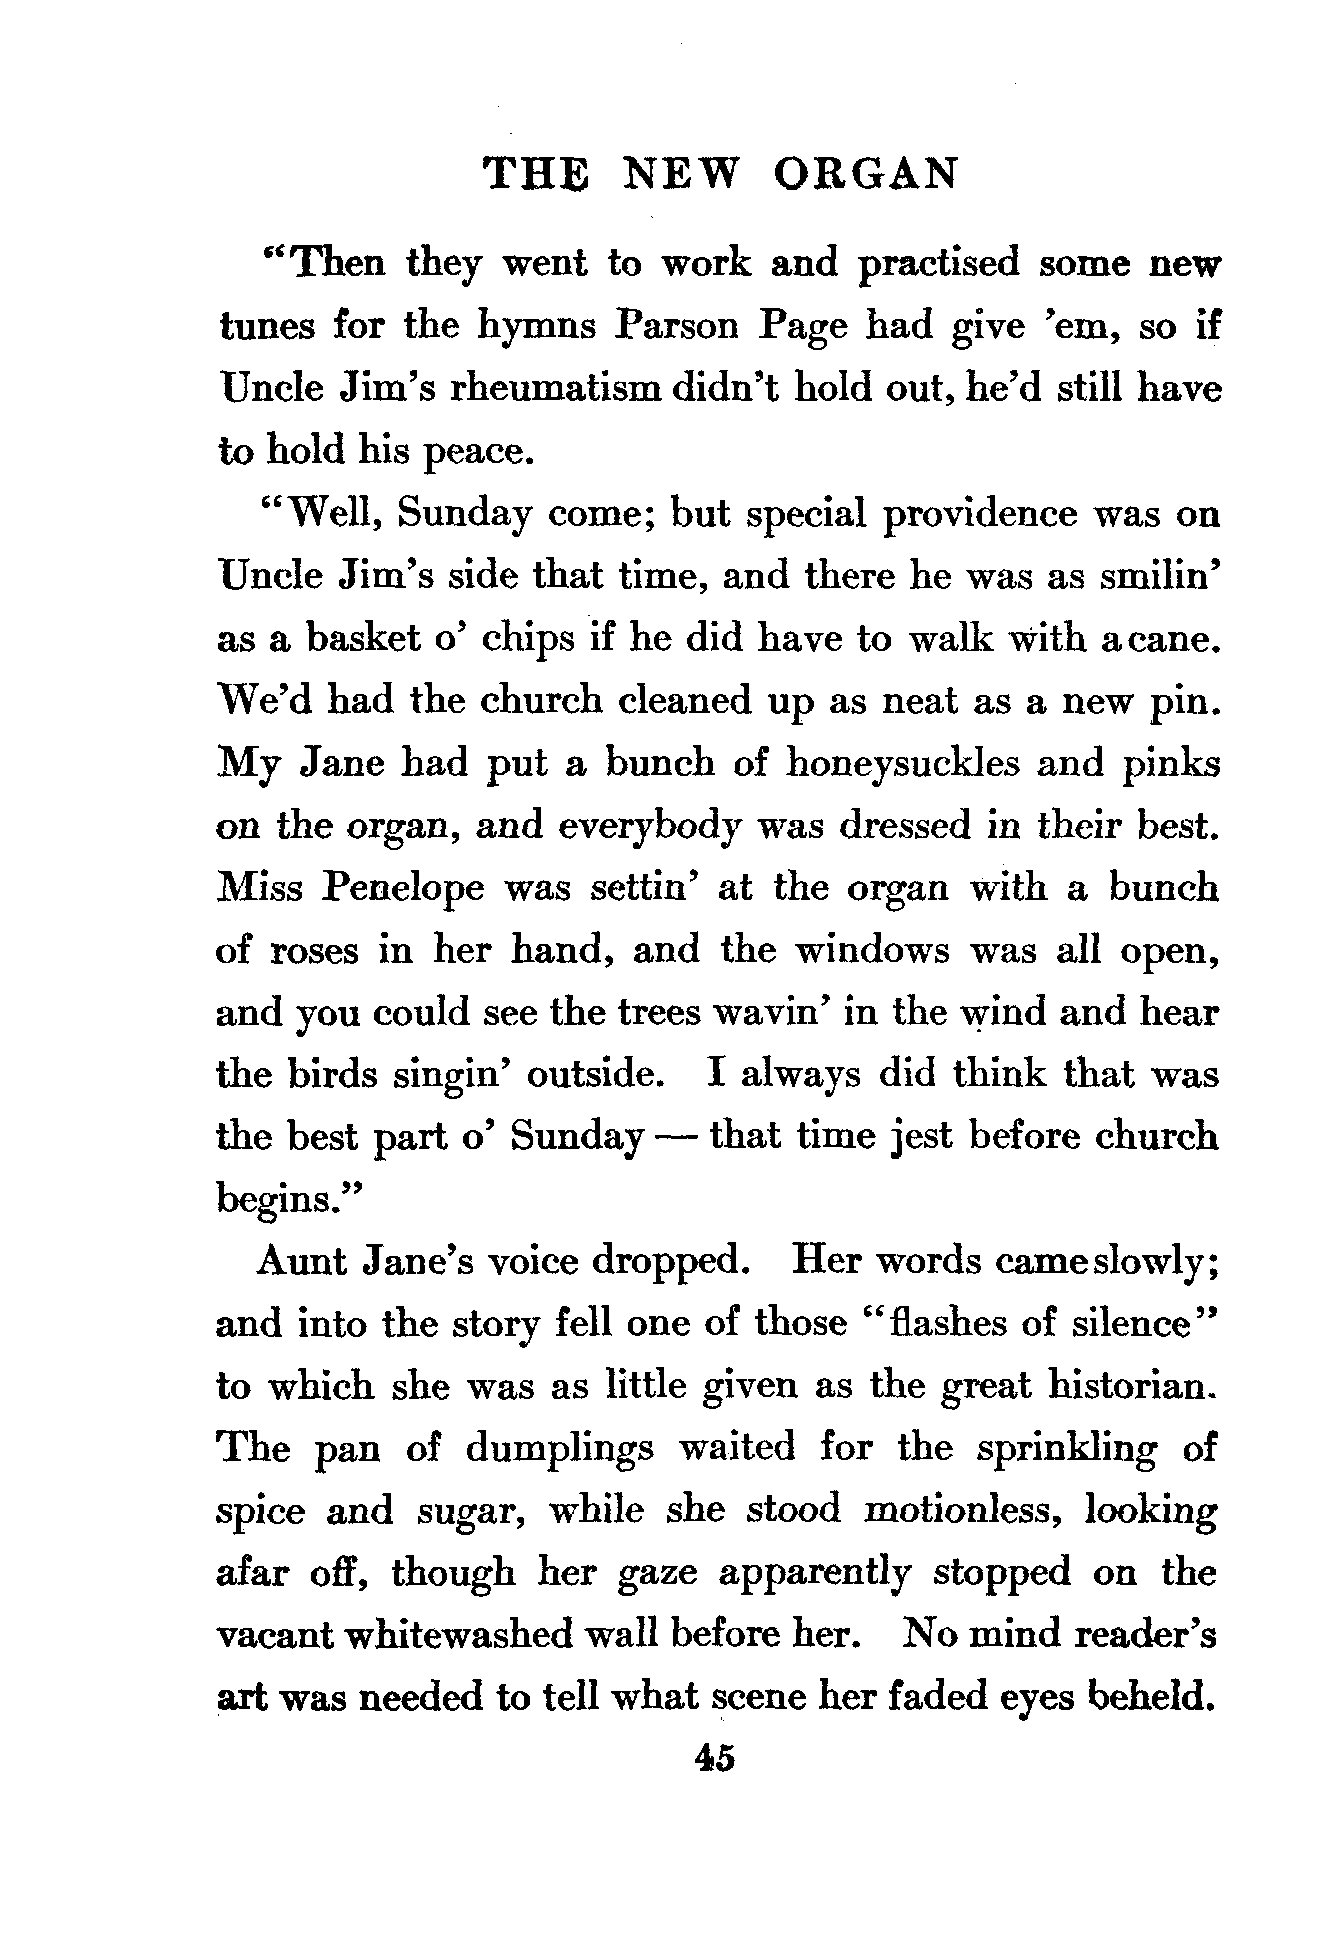 THE NEW ORGAN
“Then they went to work and practised some new
tunes for the hymns Parson Page had give ’em, so if
Uncle Jim’s rheumatism didn’t hold out, he’d still have
to hold his peace.
“Well, Sunday come; but special providence was on
Uncle Jim’s side that time, and there he was as smilin’
as a basket o’ chips if he did have to walk with a cane.
We’d had the church cleaned up as neat as a new pin.
My Jane had put a bunch of honeysuckles and pinks
on the organ, and everybody was dressed in their best.
Miss Penelope was settin’ at the organ with a bunch
of roses in her hand, and the windows was all open,
and you could see the trees wavin’ in the wind and hear
the birds singin’ outside. I always did think that was
the best part o’ Sunday — that time jest before church
begins.”
Aunt Jane’s voice dropped. Her words came slowly;
and into the story fell one of those “flashes of silence”
to which she was as little given as the great historian.
The pan of dumplings waited for the sprinkling of
spice and sugar, while she stood motionless, looking
afar off, though her gaze apparently stopped on the
vacant whitewashed wall before her. No mind reader’s
art was needed to tell what scene her faded eyes beheld.
45